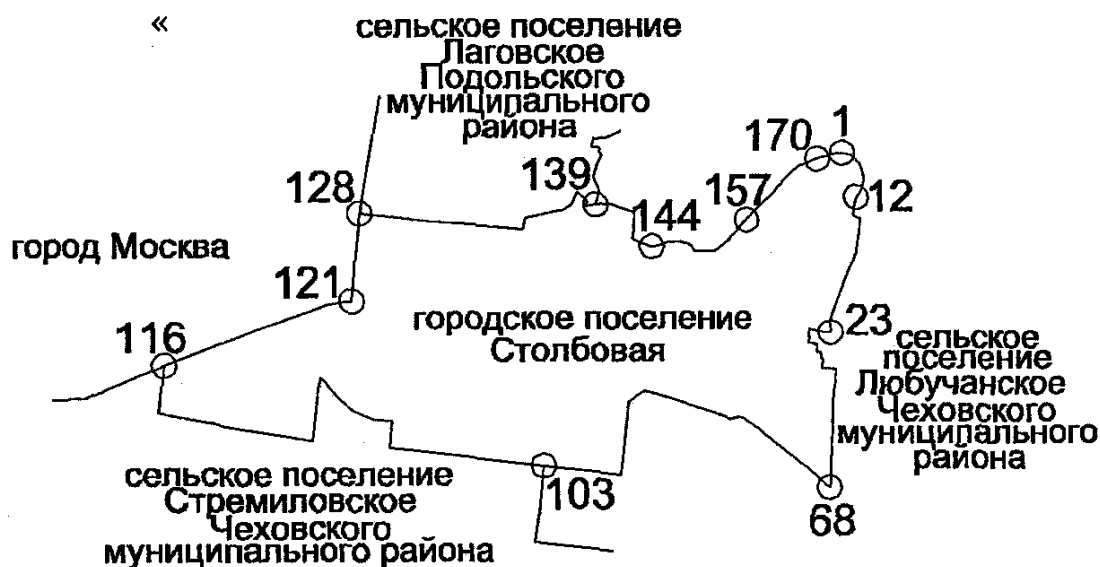 «
сельское поселение
Лаговское
Подольского
муниципального
района
170
1
139
128
157
12
144
город Москва
121
городское поселение
Столбовая
116
23
сельское
поселение
Любучанское
Чеховского
муниципального
района
сельское поселение
Стремиловское
Чеховского
муниципального района
103
68